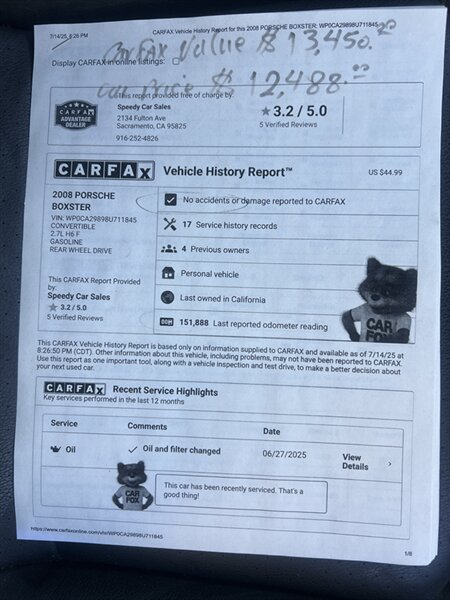 7/14/25, 8:26 PM
CARFAX Vehicle History Report for this 2008 PORSCHE BOXSTER: WP0CA29898U711845
CarFAX Value $ 13,450.00
Display CARFAX in online listings:
Car Price $ 12,488.00
This report provided free of charge by:
CARFAX
ADVANTAGE
DEALER
Speedy Car Sales
2134 Fulton Ave
Sacramento, CA 95825
916-252-4826
3.2 / 5.0
5 Verified Reviews
CARFAX Vehicle History Report™
US $44.99
2008 PORSCHE
BOXSTER
VIN: WP0CA29898U711845
CONVERTIBLE
2.7L H6 F
GASOLINE
REAR WHEEL DRIVE
This CARFAX Report Provided
by:
Speedy Car Sales
3.2 / 5.0
5 Verified Reviews
No accidents or damage reported to CARFAX
17 Service history records
4 Previous owners
Personal vehicle
Last owned in California
151,888 Last reported odometer reading
CAR
FOX
This CARFAX Vehicle History Report is based only on information supplied to CARFAX and available as of 7/14/25 at
8:26:50 PM (CDT). Other information about this vehicle, including problems, may not have been reported to CARFAX.
Use this report as one important tool, along with a vehicle inspection and test drive, to make a better decision about
your next used car.
CARFAX Recent Service Highlights
Key services performed in the last 12 months
Service Comments Date
Oil Oil and filter changed 06/27/2025 View
Details
CAR
FOX
This car has been recently serviced. That's a
good thing!
https://www.carfaxonline.com/vhr/WP0CA29898U711845
1/8